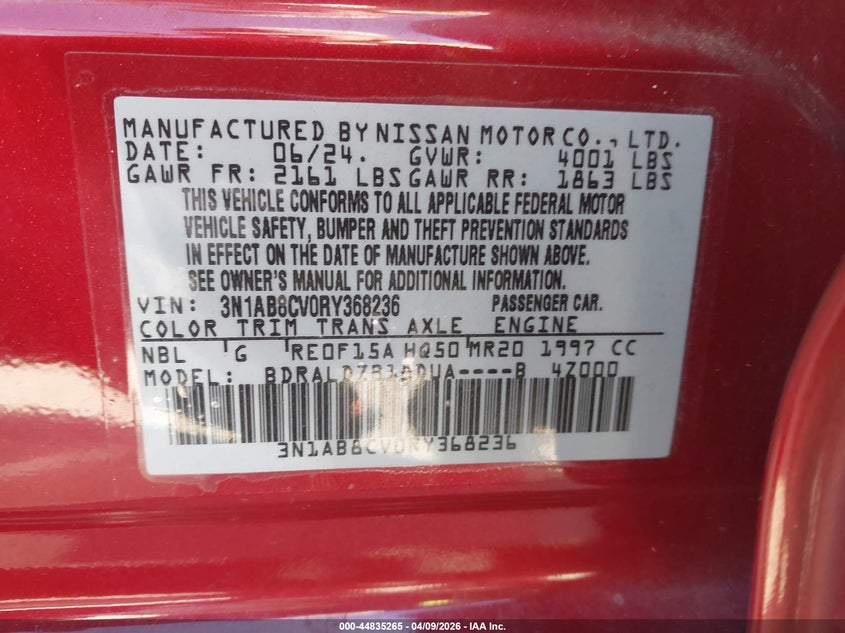 MANUFACTURED BY NISSAN MOTOR CO., LTD.
DATE: 06/24. GVWR: 4001 LBS
GAWR FR: 2161 LBS GAWR RR: 1863 LBS
THIS VEHICLE CONFORMS TO ALL APPLICABLE FEDERAL MOTOR
VEHICLE SAFETY, BUMPER AND THEFT PREVENTION STANDARDS
IN EFFECT ON THE DATE OF MANUFACTURE SHOWN ABOVE.
SEE OWNER'S MANUAL FOR ADDITIONAL INFORMATION.
VIN: 3N1AB8CV0RY368236 PASSENGER CAR.
COLOR TRIM TRANS AXLE ENGINE
NBL G RE0F15A HQ50 MR20 1997 CC
MODEL: 4Z000
3N1AB8CV0RY368236
000-44835265 - 04/09/2026 - IAA Inc.